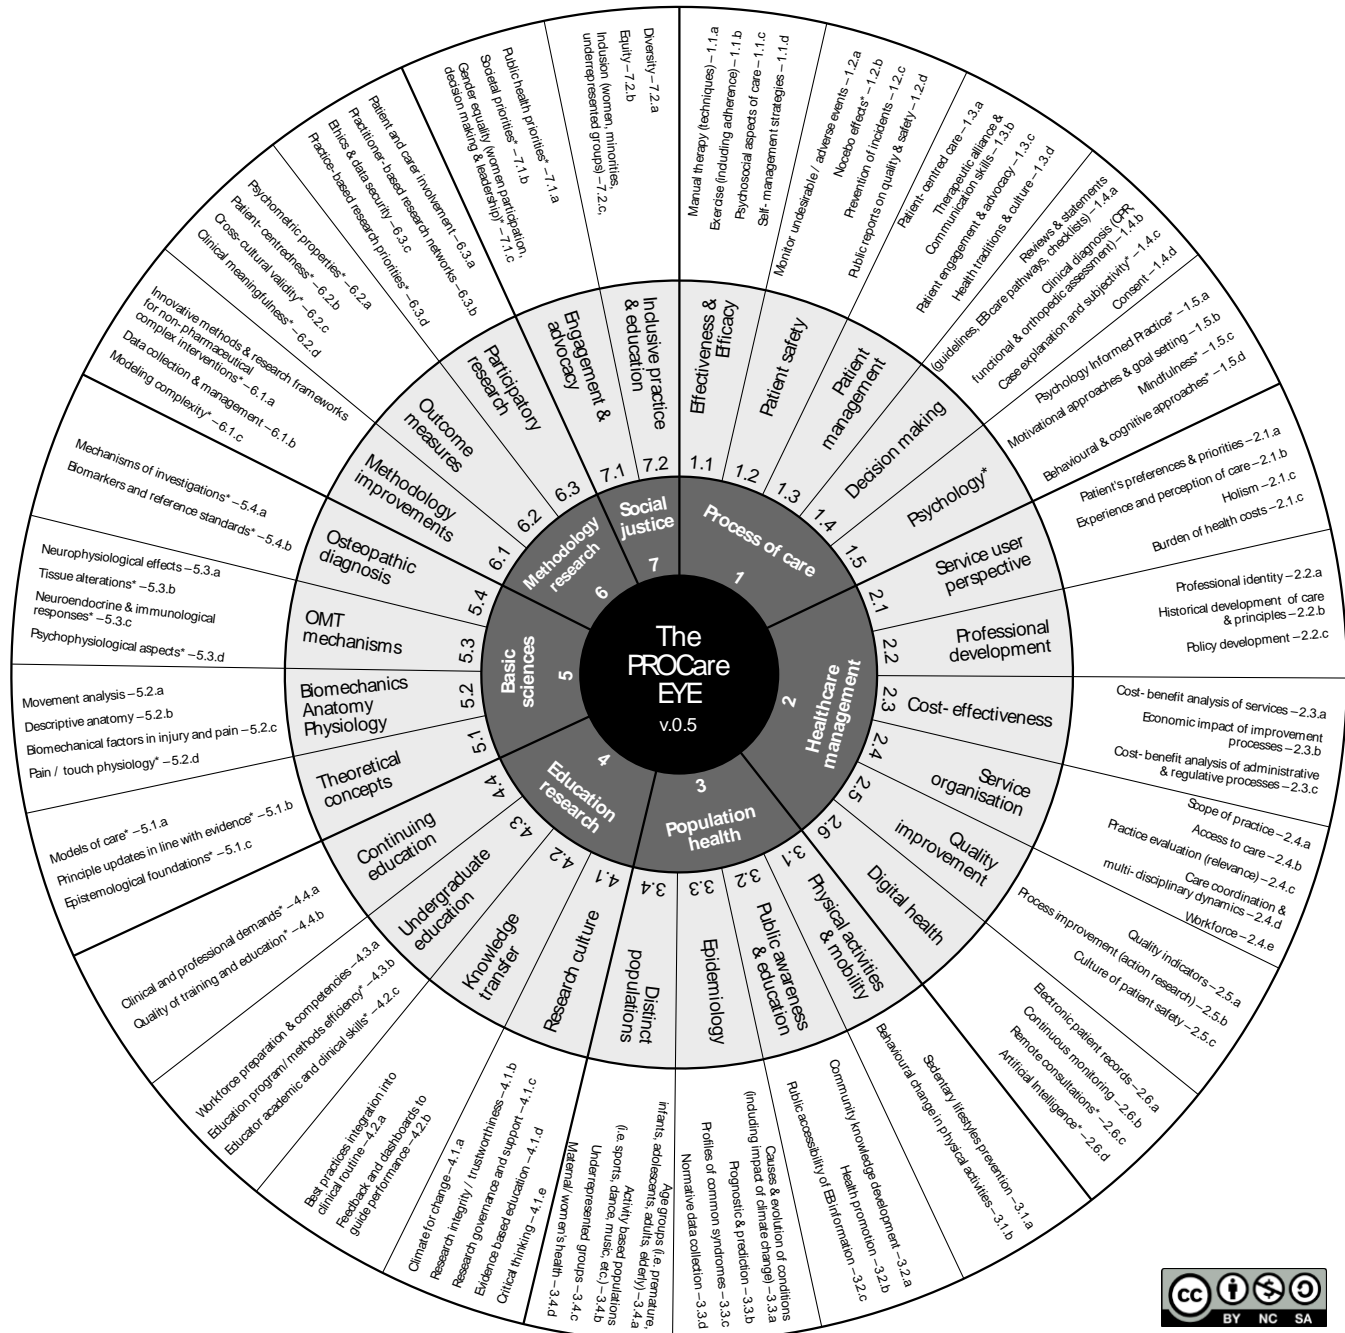 The
PROCare
EYE
v.0.5
Process of care
1
Effectiveness &
Efficacy
1.1
Manual therapy (techniques) – 1.1.a
Exercise (including adherence) – 1.1.b
Psychosocial aspects of care – 1.1.c
Self- management strategies – 1.1.d
Patient safety
1.2
Monitor undesirable / adverse events – 1.2.a
Nocebo effects* – 1.2.b
Prevention of incidents – 1.2.c
Public reports on quality & safety – 1.2.d
Patient
management
1.3
Patient- centred care – 1.3.a
Therapeutic alliance &
Communication skills – 1.3.b
Patient engagement & advocacy – 1.3.c
Health traditions & culture – 1.3.d
Decision making
1.4
Reviews & statements
(guidelines, EB care pathways, checklists) – 1.4.a
Clinical diagnosis (CPR,
functional & orthopedic assessment) – 1.4.b
Case explanation and subjectivity* – 1.4.c
Consent – 1.4.d
Psychology*
1.5
Psychology Informed Practice* – 1.5.a
Motivational approaches & goal setting – 1.5.b
Mindfulness* – 1.5.c
Behavioural & cognitive approaches* – 1.5.d
Healthcare
management
2
Service user
perspective
2.1
Patient's preferences & priorities – 2.1.a
Experience and perception of care – 2.1.b
Holism – 2.1.c
Burden of health costs – 2.1.c
Professional
development
2.2
Professional identity – 2.2.a
Historical development of care
& principles – 2.2.b
Policy development – 2.2.c
Cost- effectiveness
2.3
Cost- benefit analysis of services – 2.3.a
Economic impact of improvement
processes – 2.3.b
Cost- benefit analysis of administrative
& regulative processes – 2.3.c
Service
organisation
2.4
Scope of practice – 2.4.a
Access to care – 2.4.b
Practice evaluation (relevance) – 2.4.c
Care coordination &
multi- disciplinary dynamics – 2.4.d
Workforce – 2.4.e
Quality
improvement
2.5
Quality indicators – 2.5.a
Process improvement (action research) – 2.5.b
Culture of patient safety – 2.5.c
Digital health
2.6
Electronic patient records – 2.6.a
Continuous monitoring – 2.6.b
Remote consultations* – 2.6.c
Artificial Intelligence* – 2.6.d
Population
health
3
Physical activities
& mobility
3.1
Sedentary lifestyles prevention – 3.1.a
Behavioural change in physical activities – 3.1.b
Public awareness
& education
3.2
Community knowledge development – 3.2.a
Health promotion – 3.2.b
Public accessibility of EB information – 3.2.c
Epidemiology
3.3
Causes & evolution of conditions
(including impact of climate change) – 3.3.a
Prognostic & prediction – 3.3.b
Profiles of common syndromes – 3.3.c
Normative data collection – 3.3.d
Distinct
populations
3.4
Age groups (i.e. premature,
infants, adolescents, adults, elderly) – 3.4.a
Activity based populations
(i.e. sports, dance, music, etc.) – 3.4.b
Underrepresented groups – 3.4.c
Maternal/ women's health – 3.4.d
Education
research
4
Research culture
4.1
Climate for change – 4.1.a
Research integrity / trustworthiness – 4.1.b
Research governance and support – 4.1.c
Evidence based education – 4.1.d
Critical thinking – 4.1.e
Knowledge
transfer
4.2
Best practices integration into
clinical routine – 4.2.a
Feedback and dashboards to
guide performance – 4.2.b
Undergraduate
education
4.3
Workforce preparation & competencies – 4.3.a
Education program/ methods efficiency* – 4.3.b
Educator academic and clinical skills* – 4.2.c
Continuing
education
4.4
Clinical and professional demands* – 4.4.a
Quality of training and education* – 4.4.b
Basic
sciences
5
Theoretical
concepts
5.1
Models of care* – 5.1.a
Principle updates in line with evidence* – 5.1.b
Epistemological foundations* – 5.1.c
Biomechanics
Anatomy
Physiology
5.2
Movement analysis – 5.2.a
Descriptive anatomy – 5.2.b
Biomechanical factors in injury and pain – 5.2.c
Pain / touch physiology* – 5.2.d
OMT
mechanisms
5.3
Neurophysiological effects – 5.3.a
Tissue alterations* – 5.3.b
Neuroendocrine & immunological
responses* – 5.3.c
Psychophysiological aspects* – 5.3.d
Osteopathic
diagnosis
5.4
Mechanisms of investigations* – 5.4.a
Biomarkers and reference standards* – 5.4.b
Methodology
research
6
Methodology
improvements
6.1
Innovative methods & research frameworks
for non- pharmaceutical
complex interventions* – 6.1.a
Data collection & management – 6.1.b
Modeling complexity* – 6.1.c
Outcome
measures
6.2
Psychometric properties* – 6.2.a
Patient- centredness* – 6.2.b
Cross- cultural validity* – 6.2.c
Clinical meaningfulness* – 6.2.d
Participatory
research
6.3
Patient and carer involvement – 6.3.a
Practitioner- based research networks – 6.3.b
Ethics & data security – 6.3.c
Practice- based research priorities* – 6.3.d
Social
justice
7
Engagement &
advocacy
7.1
Public health priorities* – 7.1.a
Societal priorities* – 7.1.b
Gender equality (women participation,
decision making & leadership)* – 7.1.c
Inclusive practice
& education
7.2
Diversity – 7.2.a
Equity – 7.2.b
Inclusion (women, minorities,
underrepresented groups) – 7.2.c,
cc
BY NC SA